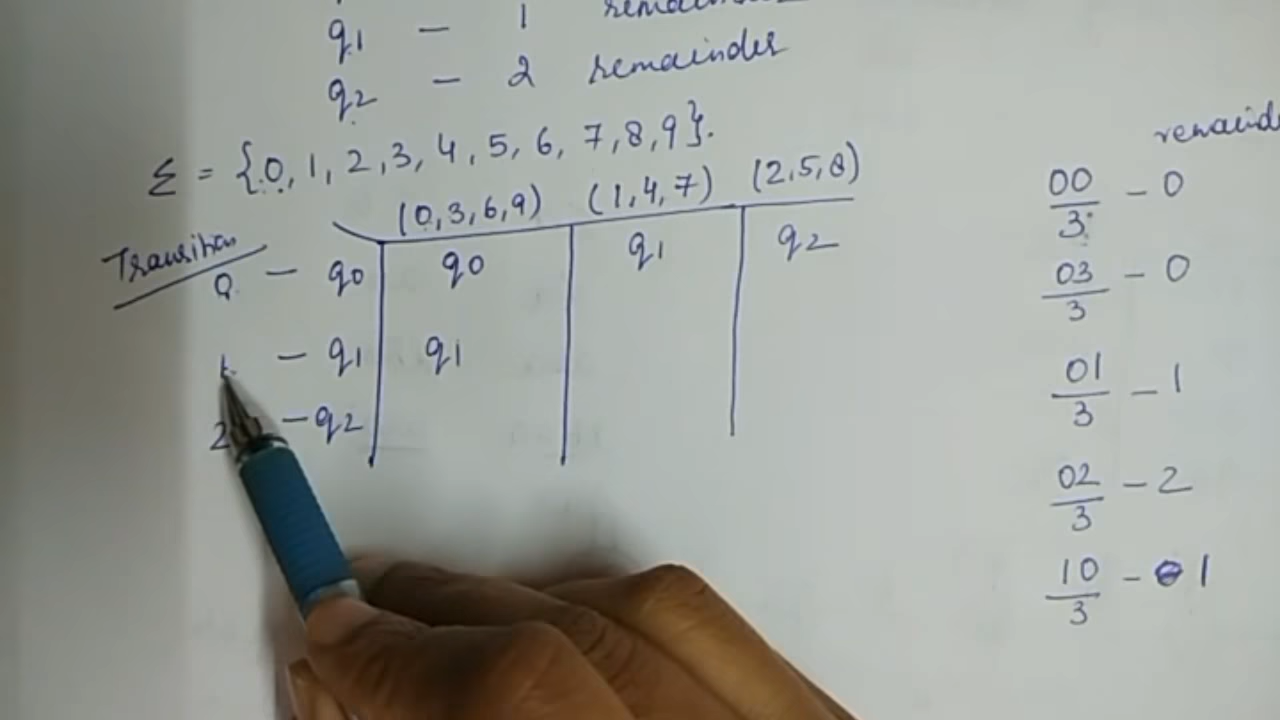 q1 - 1
q2 - 2 remainder
Σ = {0, 1, 2, 3, 4, 5, 6, 7, 8, 9}.
(0, 3, 6, 9) (1, 4, 7) (2, 5, 8)
Transition
0 - q0 q0 q1 q2
1 - q1 q1
2 - q2
00/3 - 0
03/3 - 0
01/3 - 1
02/3 - 2
10/3 - 1